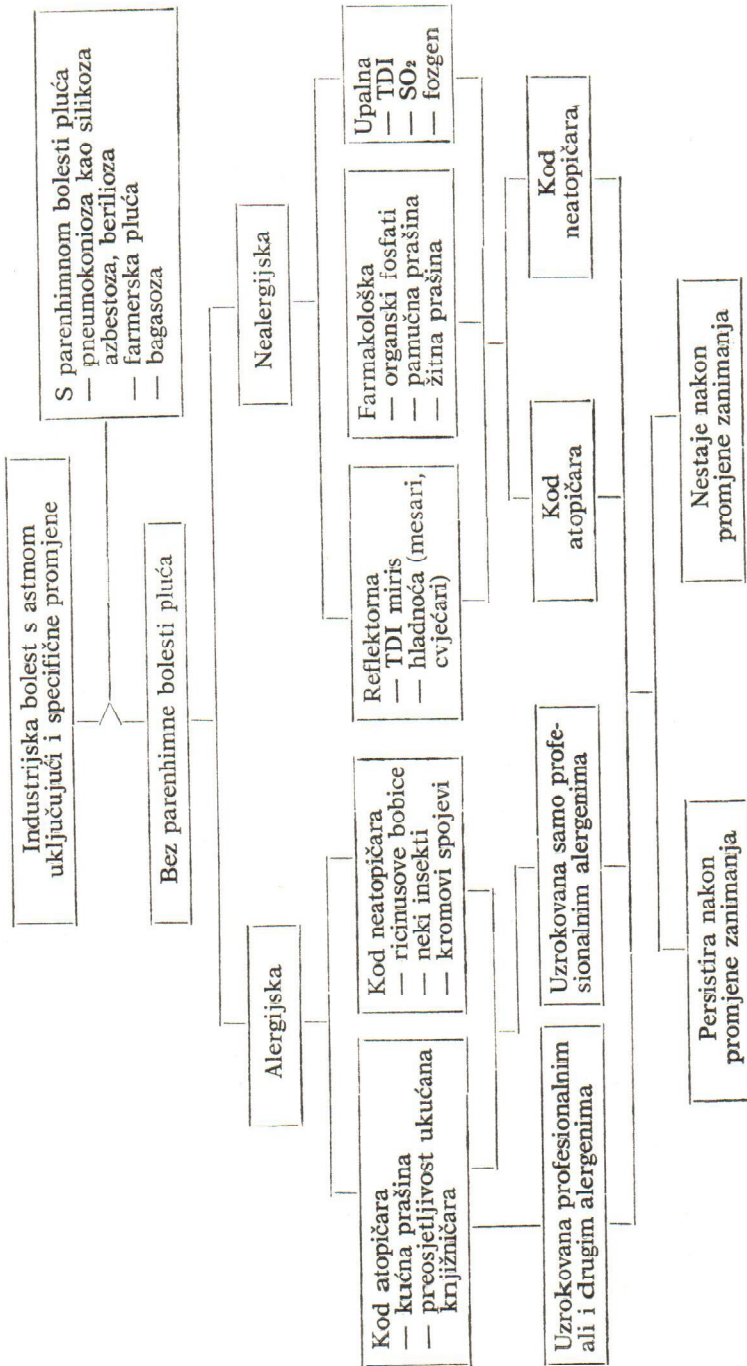 Industrijska bolest s astmom
uključujući i specifične promjene
S parenhimnom bolesti pluća
— pneumokonioza kao silikoza
azbestoza, berilioza
— farmerska pluća
— bagasoza
Bez parenhimne bolesti pluća
Alergijska
Nealergijska
Kod atopičara
— kućna prašina
— preosjetljivost ukućana
knjižničara
Kod neatopičara
— ricinusove bobice
— neki insekti
— kromovi spojevi
Reflektorna
— TDI miris
— hladnoća (mesari,
cvjećari)
Farmakološka
— organski fosfati
— pamučna prašina
— žitna prašina
Upalna
— TDI
— SO₂
— fozgen
Uzrokovana profesionalnim
ali i drugim alergenima
Uzrokovana samo profe-
sionalnim alergenima
Kod
atopičara
Kod
neatopičara
Persistira nakon
promjene zanimanja
Nestaje nakon
promjene zanimanja